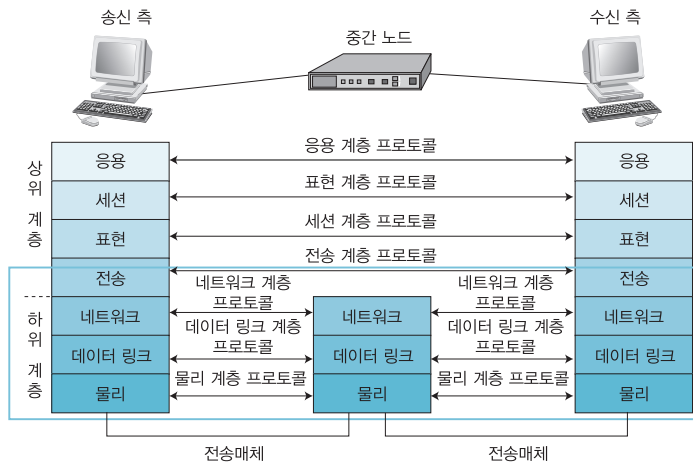 송신 측
중간 노드
수신 측
상위 계층
응용
응용 계층 프로토콜
응용
세션
표현 계층 프로토콜
세션
표현
세션 계층 프로토콜
표현
전송
전송 계층 프로토콜
전송
하위 계층
네트워크
네트워크 계층
프로토콜
네트워크
네트워크 계층
프로토콜
네트워크
데이터 링크
데이터 링크 계층
프로토콜
데이터 링크
데이터 링크 계층
프로토콜
데이터 링크
물리
물리 계층 프로토콜
물리
물리 계층 프로토콜
물리
전송매체
전송매체